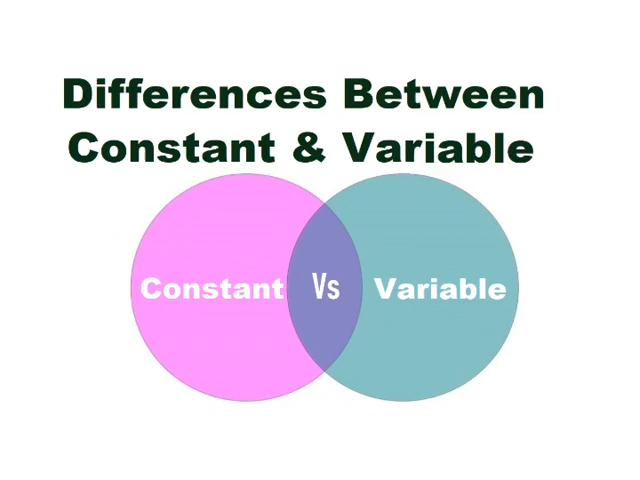 Differences Between
Constant & Variable
Constant Vs Variable